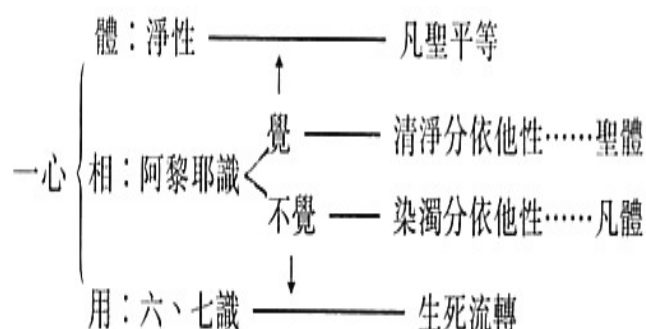 體：淨性 凡聖平等
覺 清淨分依他性……聖體
一心 相：阿黎耶識
不覺 染濁分依他性……凡體
用：六、七識 生死流轉